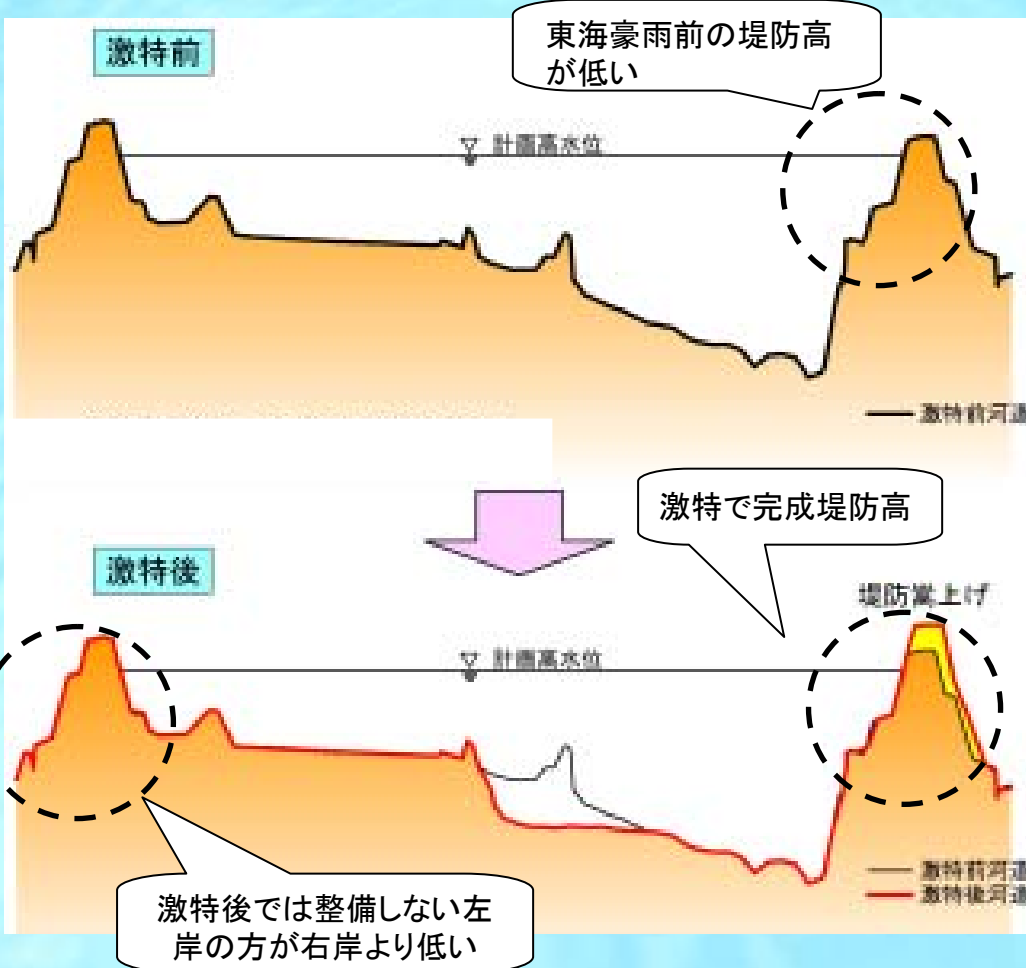 激特前
東海豪雨前の堤防高
が低い
計画高水位
激特前河道
激特で完成堤防高
激特後
堤防嵩上げ
計画高水位
激特前河道
激特後河道
激特後では整備しない左
岸の方が右岸より低い